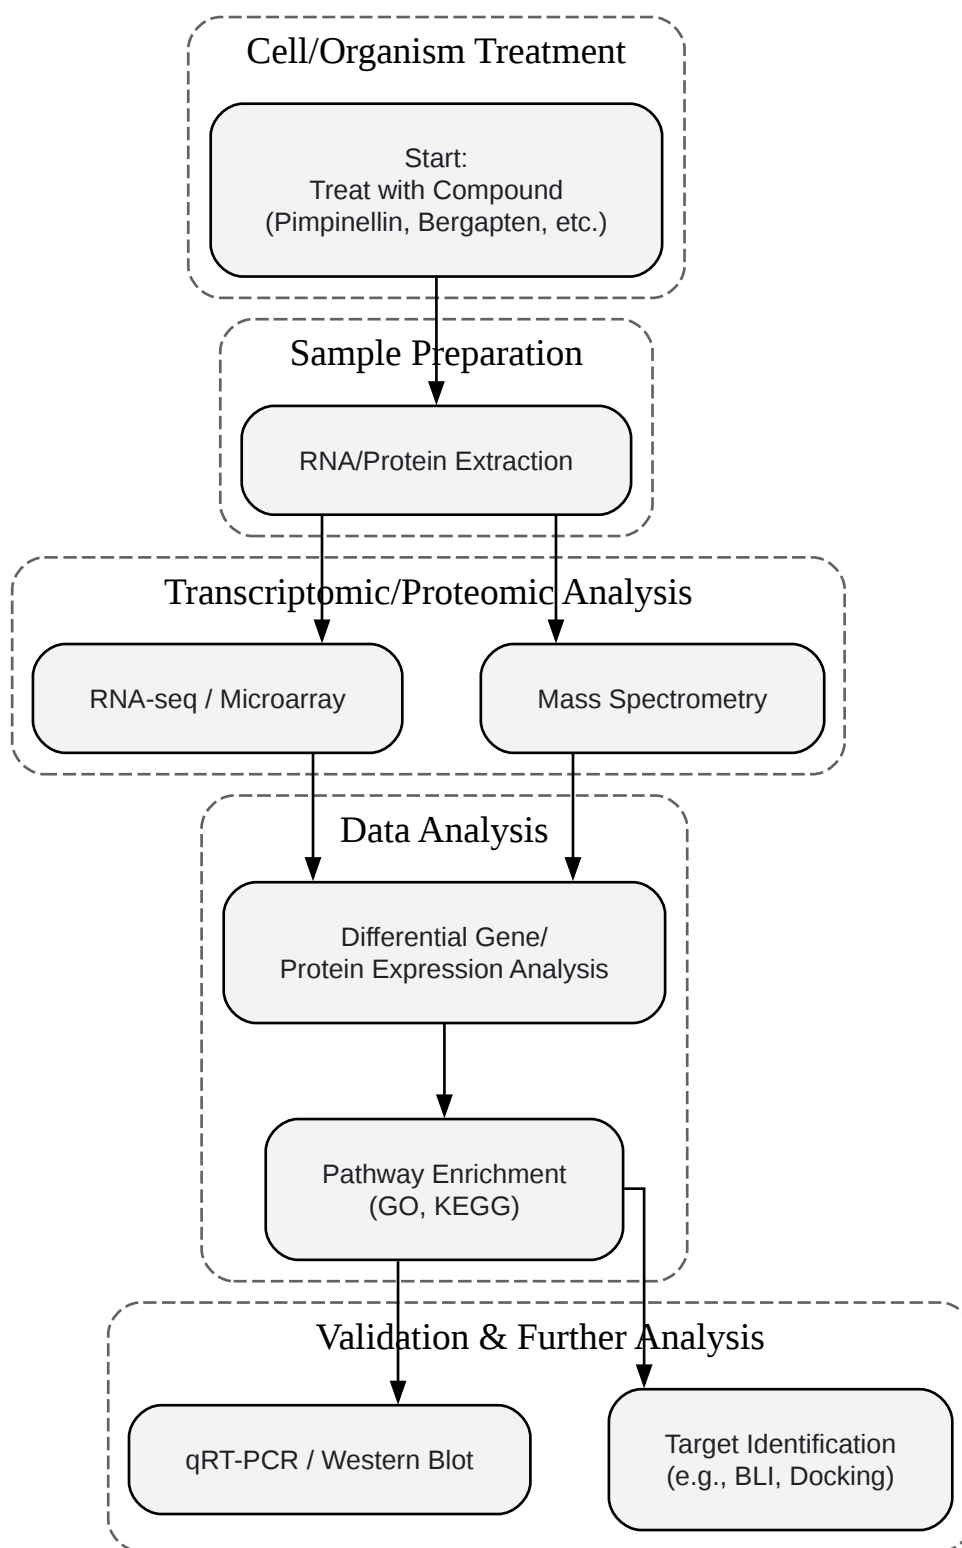 Cell/Organism Treatment
Start:
Treat with Compound
(Pimpinellin, Bergapten, etc.)
Sample Preparation
RNA/Protein Extraction
Transcriptomic/Proteomic Analysis
RNA-seq / Microarray
Mass Spectrometry
Data Analysis
Differential Gene/
Protein Expression Analysis
Pathway Enrichment
(GO, KEGG)
Validation & Further Analysis
qRT-PCR / Western Blot
Target Identification
(e.g., BLI, Docking)